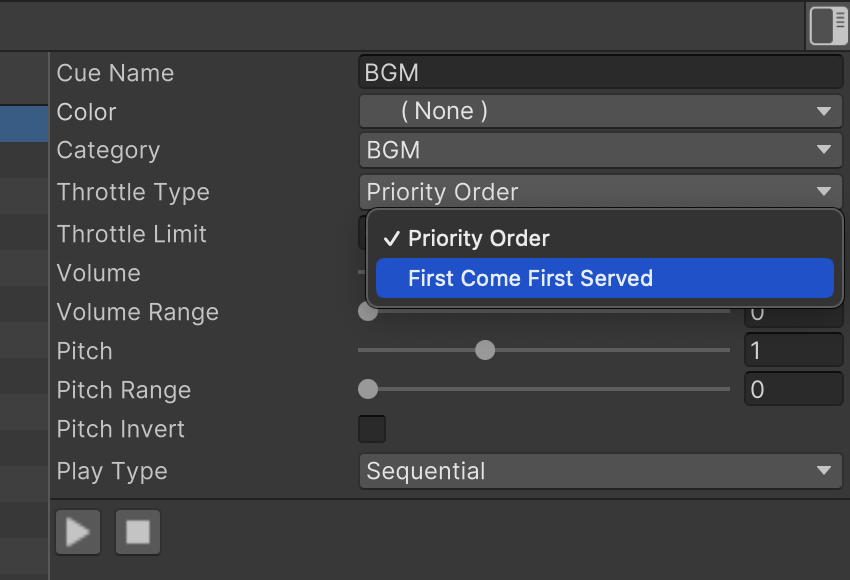 Cue Name BGM
Color ( None )
Category BGM
Throttle Type Priority Order
Throttle Limit ✓ Priority Order
Volume First Come First Served
Volume Range 0
Pitch 1
Pitch Range 0
Pitch Invert
Play Type Sequential